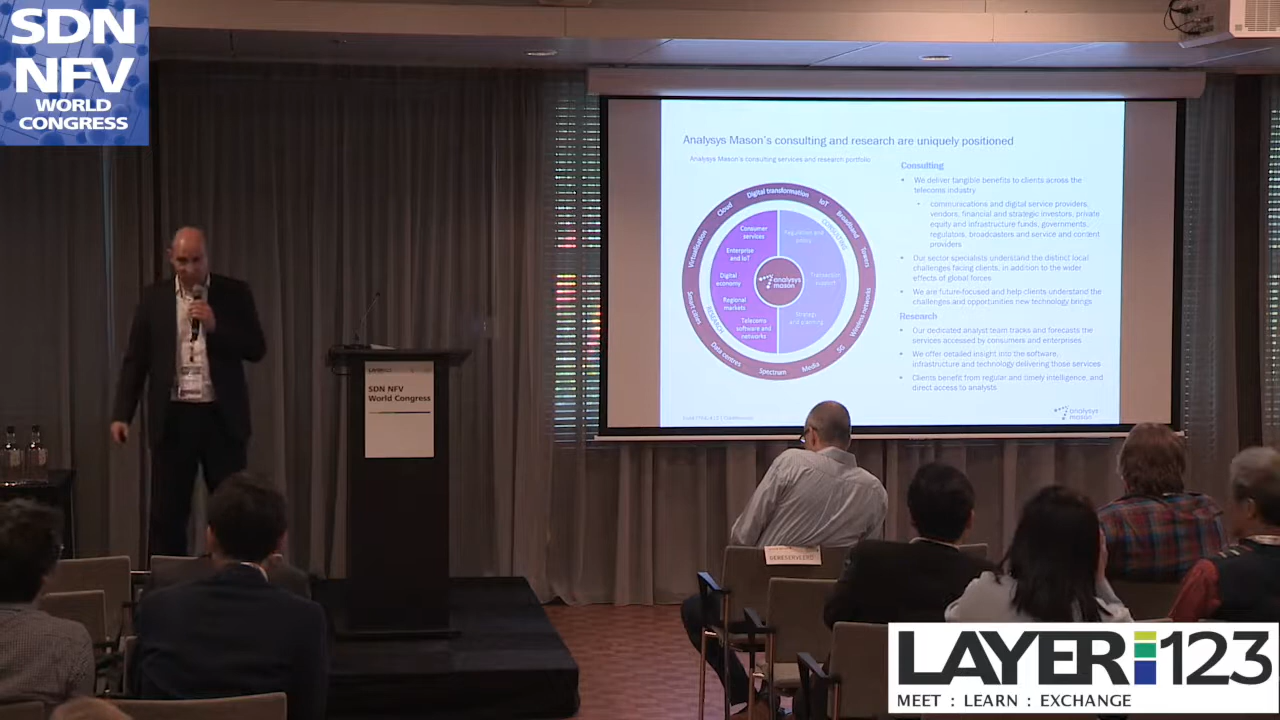 SDN
NFV
WORLD
CONGRESS
Analysys Mason's consulting and research are uniquely positioned
Analysys Mason's consulting services and research portfolio
Digital transformation
IoT
Broadband
Towers
Wireless networks
5G
Media
Spectrum
Data centres
Smart cities
Virtualisation
Cloud
Consumer
services
Enterprise
and IoT
Digital
economy
Regional
markets
Telecoms
software and
networks
RESEARCH
CONSULTING
Regulation and
policy
Transaction
support
Strategy
and planning
analysys
mason
Consulting
• We deliver tangible benefits to clients across the
telecoms industry
• communications and digital service providers,
vendors, financial and strategic investors, private
equity and infrastructure funds, governments,
regulators, broadcasters and service and content
providers
• Our sector specialists understand the distinct local
challenges facing clients, in addition to the wider
effects of global forces
• We are future-focused and help clients understand the
challenges and opportunities new technology brings
Research
• Our dedicated analyst team tracks and forecasts the
services accessed by consumers and enterprises
• We offer detailed insight into the software,
infrastructure and technology delivering those services
• Clients benefit from regular and timely intelligence, and
direct access to analysts
analysys
mason
SDN NFV
World Congress
GERESERVEERD
LAYER 123
MEET : LEARN : EXCHANGE